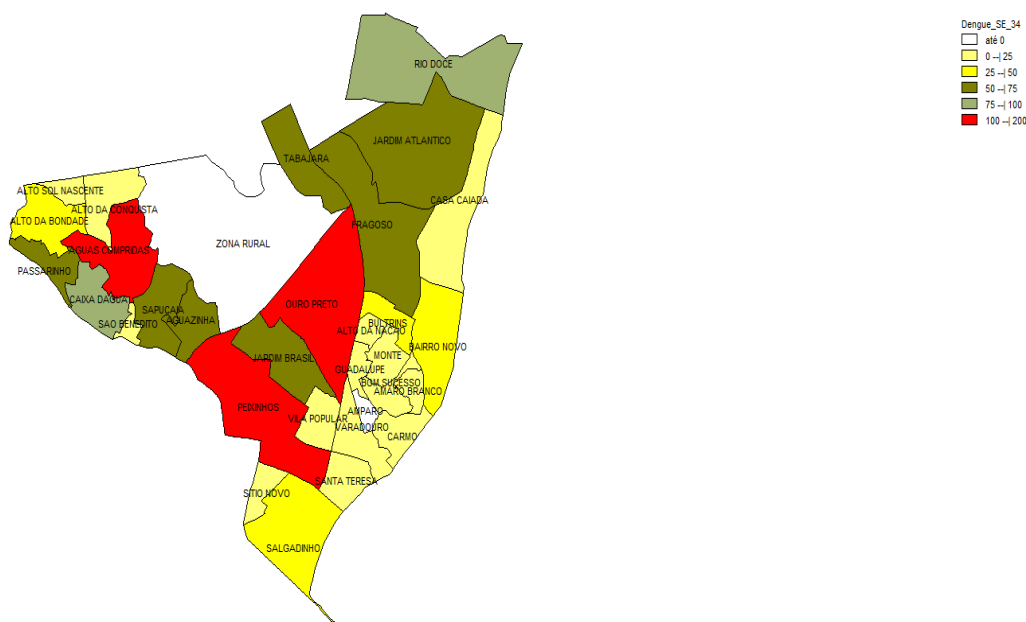 Dengue_SE_34
até 0
0 --| 25
25 --| 50
50 --| 75
75 --| 100
100 --| 200
RIO DOCE
JARDIM ATLANTICO
TABAJARA
ALTO SOL NASCENTE
CASA CAIADA
ALTO DA CONQUISTA
ALTO DA BONDADE
FRAGOSO
ZONA RURAL
AGUAS COMPRIDAS
PASSARINHO
CAIXA DAGUA
OURO PRETO
SAPUCAIA
AGUAZINHA
SAO BENEDITO
BULTRINS
ALTO DA NACAO
BAIRRO NOVO
JARDIM BRASIL
MONTE
GUADALUPE
BOM SUCESSO
AMARO BRANCO
PEIXINHOS
AMPARO
VILA POPULAR
VARADOURO
CARMO
SANTA TERESA
SITIO NOVO
SALGADINHO